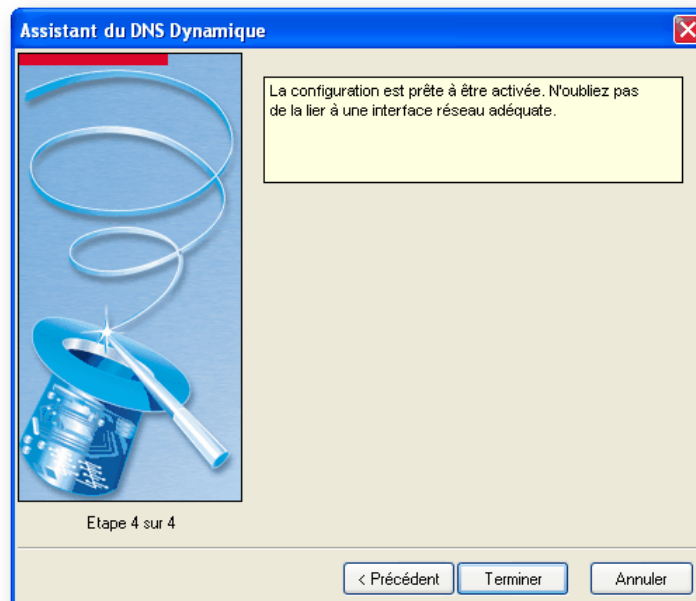 Assistant du DNS Dynamique
La configuration est prête à être activée. N'oubliez pas
de la lier à une interface réseau adéquate.
Etape 4 sur 4
< Précédent
Terminer
Annuler